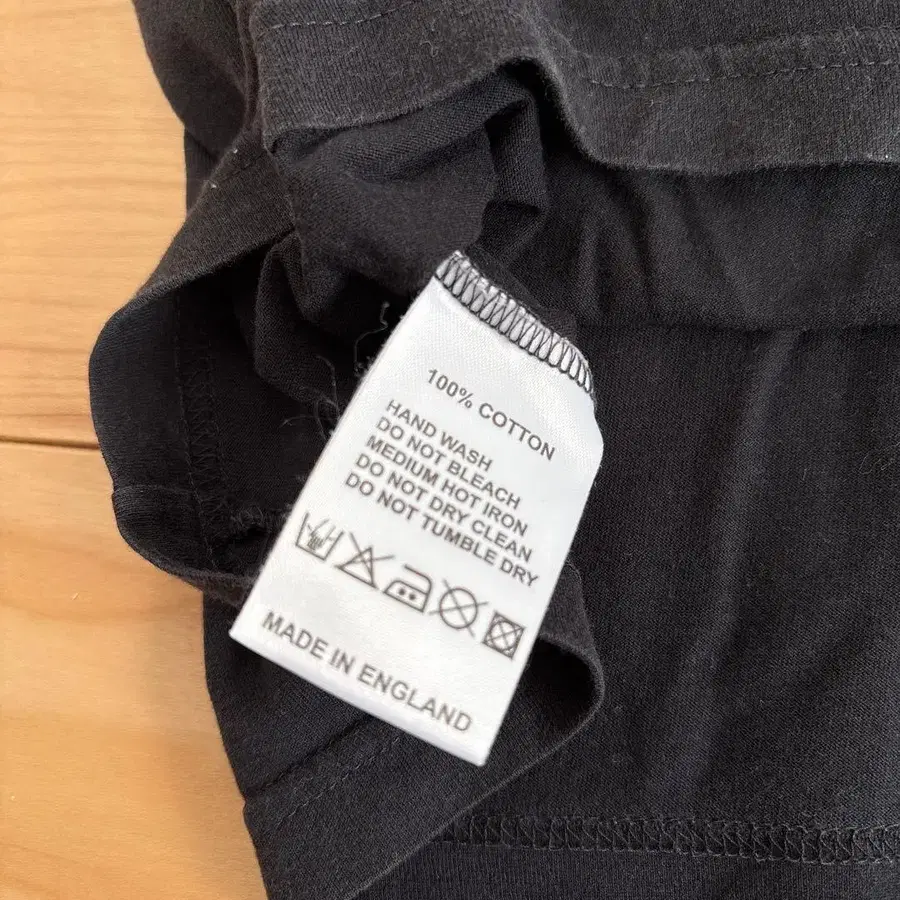 100% COTTON
HAND WASH
DO NOT BLEACH
MEDIUM HOT IRON
DO NOT DRY CLEAN
DO NOT TUMBLE DRY
MADE IN ENGLAND